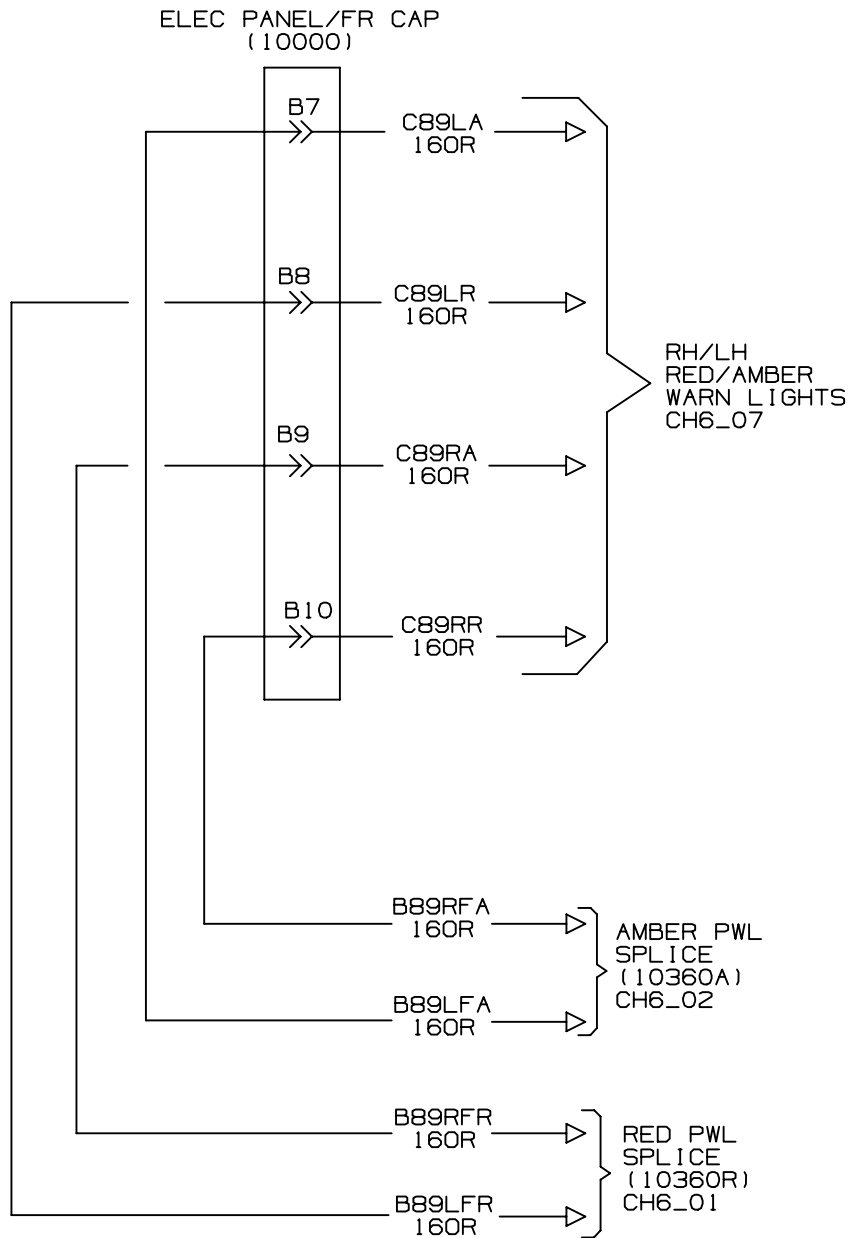 ELEC PANEL/FR CAP
(10000)
B7
C89LA
16OR
B8
C89LR
16OR
RH/LH
RED/AMBER
WARN LIGHTS
CH6_07
B9
C89RA
16OR
B10
C89RR
16OR
B89RFA
16OR
AMBER PWL
SPLICE
(10360A)
CH6_02
B89LFA
16OR
B89RFR
16OR
RED PWL
SPLICE
(10360R)
CH6_01
B89LFR
16OR